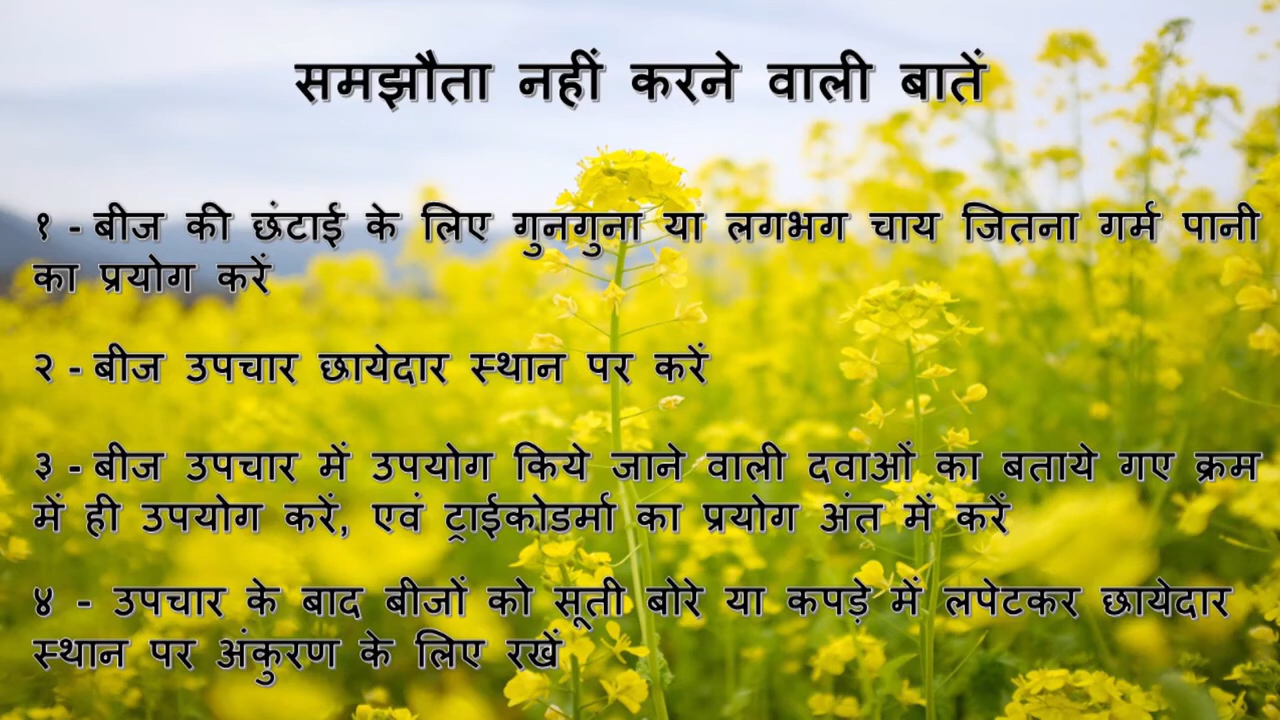 समझौता नहीं करने वाली बातें
१ - बीज की छंटाई के लिए गुनगुना या लगभग चाय जितना गर्म पानी
का प्रयोग करें
२ - बीज उपचार छायेदार स्थान पर करें
३ - बीज उपचार में उपयोग किये जाने वाली दवाओं का बताये गए क्रम
में ही उपयोग करें, एवं ट्राईकोडर्मा का प्रयोग अंत में करें
४ - उपचार के बाद बीजों को सूती बोरे या कपड़े में लपेटकर छायेदार
स्थान पर अंकुरण के लिए रखें